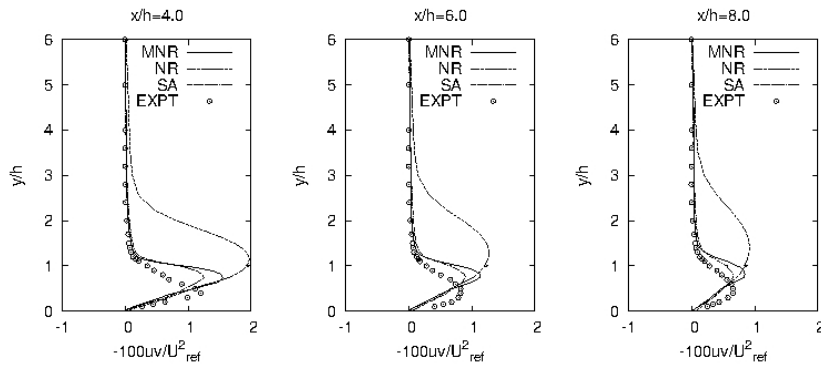 x/h=4.0
6
5
4
3
2
1
0
y/h
MNR
NR
SA
EXPT
-1 0 1 2
-100uv/U²ref
x/h=6.0
6
5
4
3
2
1
0
y/h
MNR
NR
SA
EXPT
-1 0 1 2
-100uv/U²ref
x/h=8.0
6
5
4
3
2
1
0
y/h
MNR
NR
SA
EXPT
-1 0 1 2
-100uv/U²ref